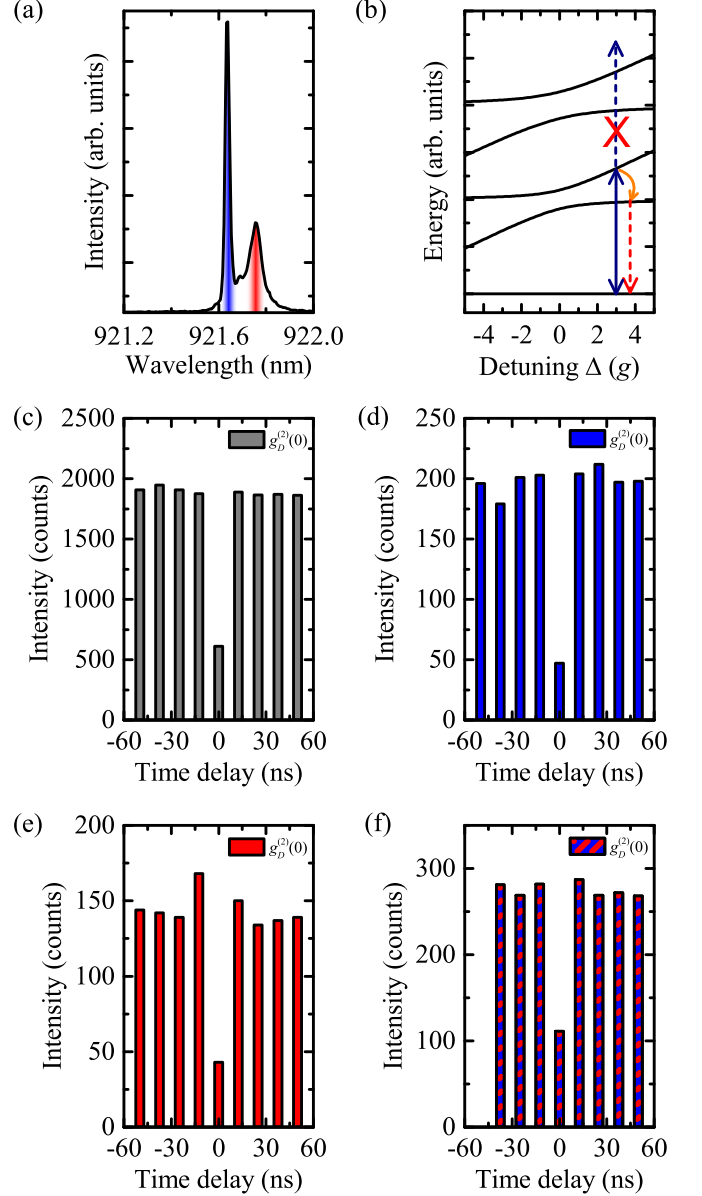 (a)
Intensity (arb. units)
921.2 921.6 922.0
Wavelength (nm)
(b)
Energy (arb. units)
X
-4 -2 0 2 4
Detuning Δ (g)
(c)
2500
2000
1500
1000
500
0
Intensity (counts)
g_D^(2)(0)
-60 -30 0 30 60
Time delay (ns)
(d)
250
200
150
100
50
0
Intensity (counts)
g_D^(2)(0)
-60 -30 0 30 60
Time delay (ns)
(e)
200
150
100
50
0
Intensity (counts)
g_D^(2)(0)
-60 -30 0 30 60
Time delay (ns)
(f)
300
200
100
0
Intensity (counts)
g_D^(2)(0)
-60 -30 0 30 60
Time delay (ns)